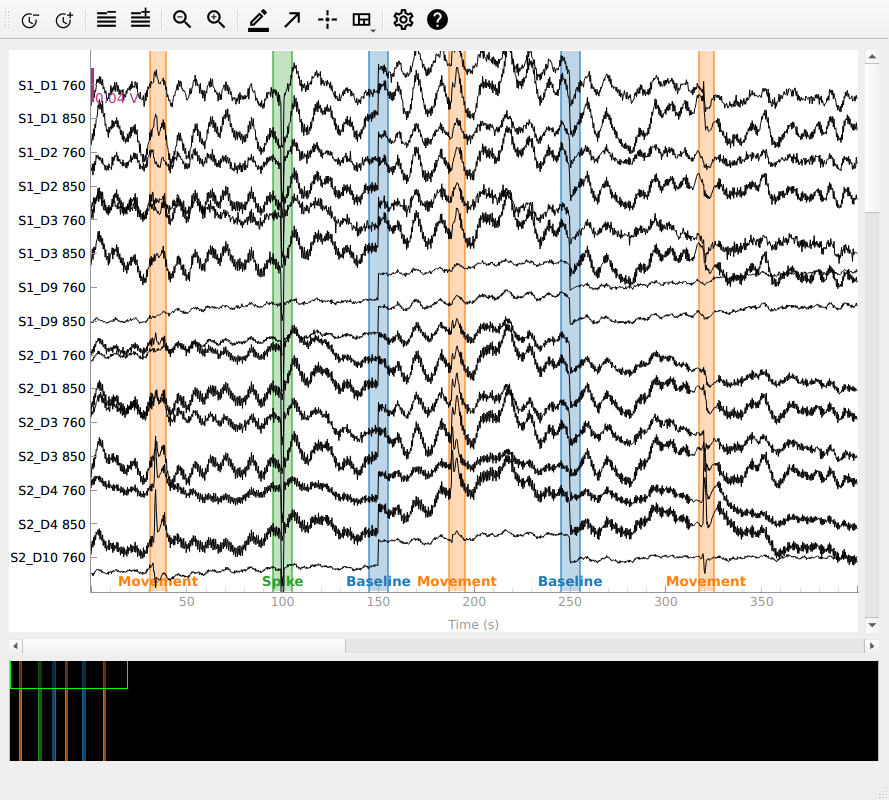 S1_D1 760
0.04 V
S1_D1 850
S1_D2 760
S1_D2 850
S1_D3 760
S1_D3 850
S1_D9 760
S1_D9 850
S2_D1 760
S2_D1 850
S2_D3 760
S2_D3 850
S2_D4 760
S2_D4 850
S2_D10 760
Movement Spike Baseline Movement Baseline Movement
50 100 150 200 250 300 350
Time (s)